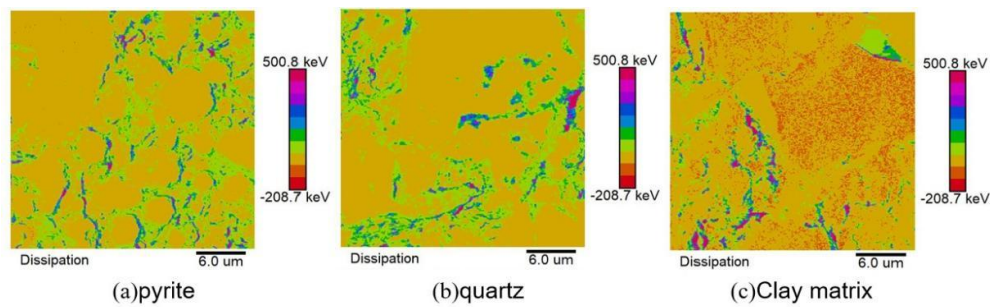 500.8 keV
-208.7 keV
Dissipation
6.0 um
(a)pyrite
500.8 keV
-208.7 keV
Dissipation
6.0 um
(b)quartz
500.8 keV
-208.7 keV
Dissipation
6.0 um
(c)Clay matrix